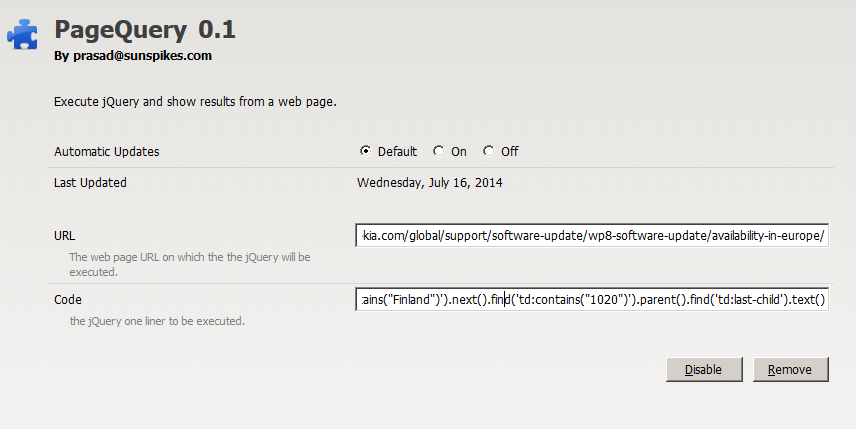 PageQuery 0.1
By prasad@sunspikes.com
Execute jQuery and show results from a web page.
Automatic Updates
Default On Off
Last Updated
Wednesday, July 16, 2014
URL
kia.com/global/support/software-update/wp8-software-update/availability-in-europe/
The web page URL on which the the jQuery will be
executed.
Code
ains("Finland")').next().find('td:contains("1020")').parent().find('td:last-child').text()
the jQuery one liner to be executed.
Disable Remove